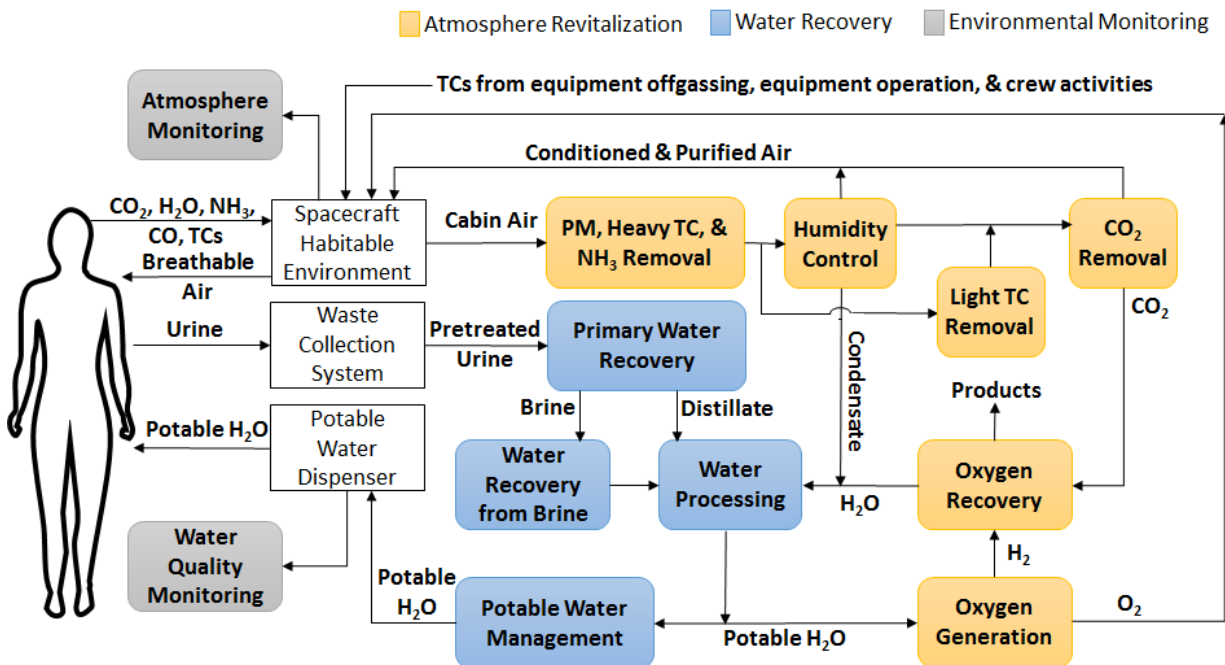 Atmosphere Revitalization
Water Recovery
Environmental Monitoring
TCs from equipment offgassing, equipment operation, & crew activities
Atmosphere
Monitoring
Conditioned & Purified Air
CO₂, H₂O, NH₃,
CO, TCs
Breathable
Air
Spacecraft
Habitable
Environment
Cabin Air
PM, Heavy TC, &
NH₃ Removal
Humidity
Control
CO₂
Removal
Light TC
Removal
CO₂
Urine
Waste
Collection
System
Pretreated
Urine
Primary Water
Recovery
Condensate
Products
Brine
Distillate
Potable H₂O
Potable
Water
Dispenser
Water
Recovery
from Brine
Water
Processing
H₂O
Oxygen
Recovery
H₂
Water
Quality
Monitoring
Potable
H₂O
Potable Water
Management
Potable H₂O
Oxygen
Generation
O₂